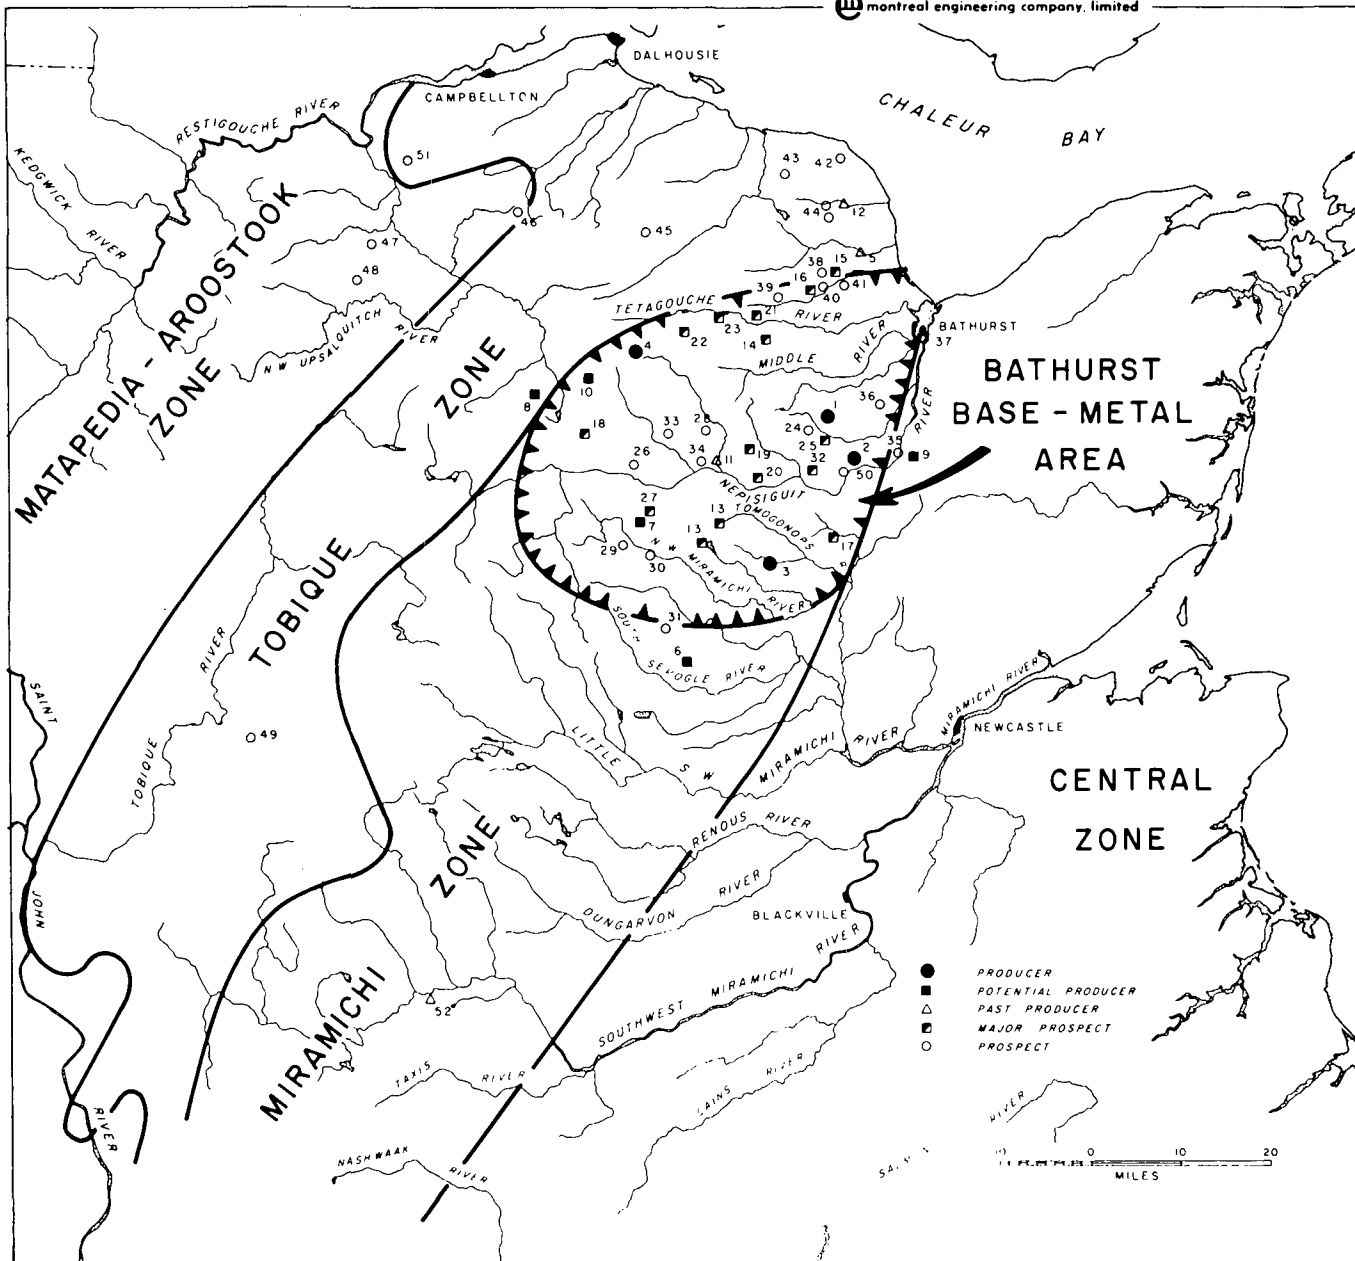 montreal engineering company, limited
DALHOUSIE
CAMPBELLTON
CHALEUR BAY
RESTIGOUCHE RIVER
KEDGWICK RIVER
51
43
42
44
12
46
45
47
48
MATAPEDIA - AROOSTOOK ZONE
N W UPSALQUITCH RIVER
38
15
5
16
39
40
41
TETAGOUCHE RIVER
21
23
22
14
4
MIDDLE RIVER
BATHURST
37
RIVER
BATHURST
BASE - METAL
AREA
10
8
18
33
28
1
36
24
25
2
35
9
26
34
11
19
20
32
50
NEPISIGUIT
27
7
13
TOMOGONOPS
13
17
29
30
N W MIRAMICHI RIVER
3
R
31
6
SOUTH
SEVOGLE RIVER
TOBIQUE ZONE
TOBIQUE RIVER
49
SAINT
JOHN
RIVER
LITTLE S W MIRAMICHI RIVER
MIRAMICHI RIVER
NEWCASTLE
CENTRAL
ZONE
RENOUS RIVER
DUNGARVON RIVER
BLACKVILLE
SOUTHWEST MIRAMICHI RIVER
MIRAMICHI ZONE
52
TAXIS RIVER
NASHWAAK RIVER
RIVER
RIVER
PRODUCER
POTENTIAL PRODUCER
PAST PRODUCER
MAJOR PROSPECT
PROSPECT
0 10 20
MILES